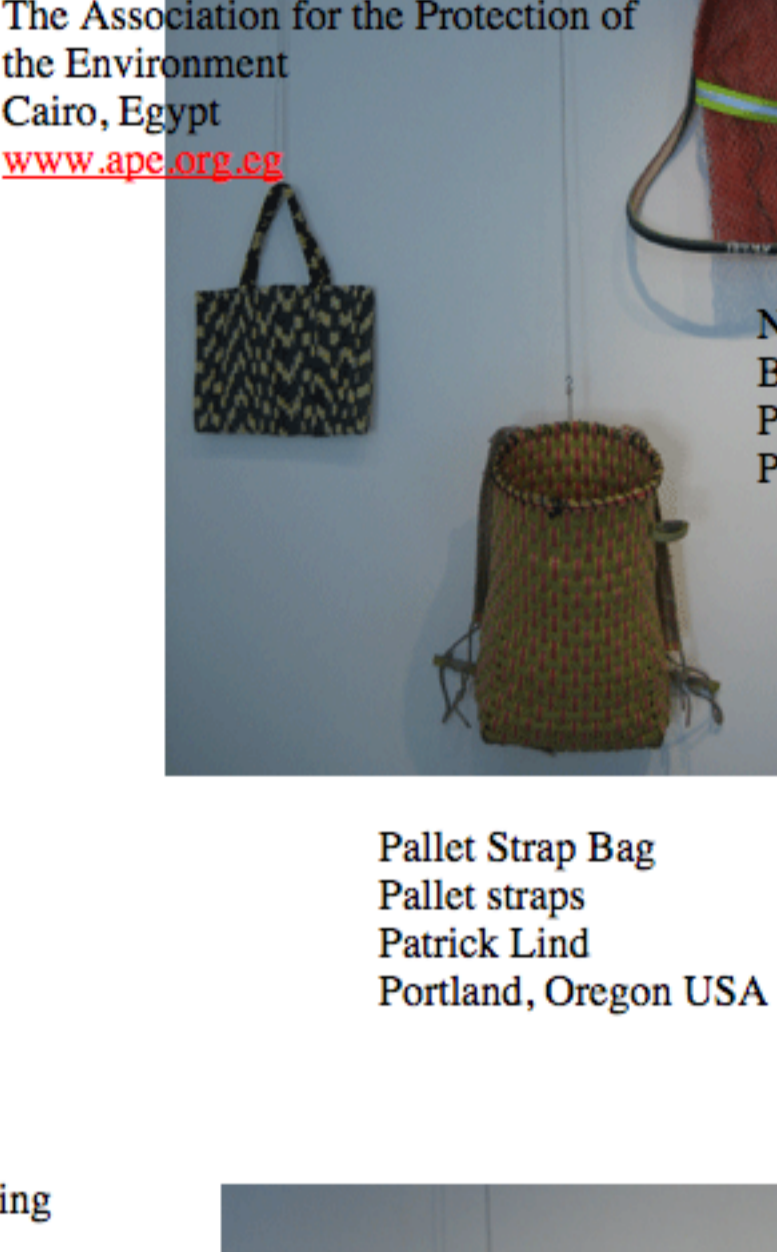 The Association for the Protection of
the Environment
Cairo, Egypt
www.ape.org.eg
N
B
P
P
Pallet Strap Bag
Pallet straps
Patrick Lind
Portland, Oregon USA
ing